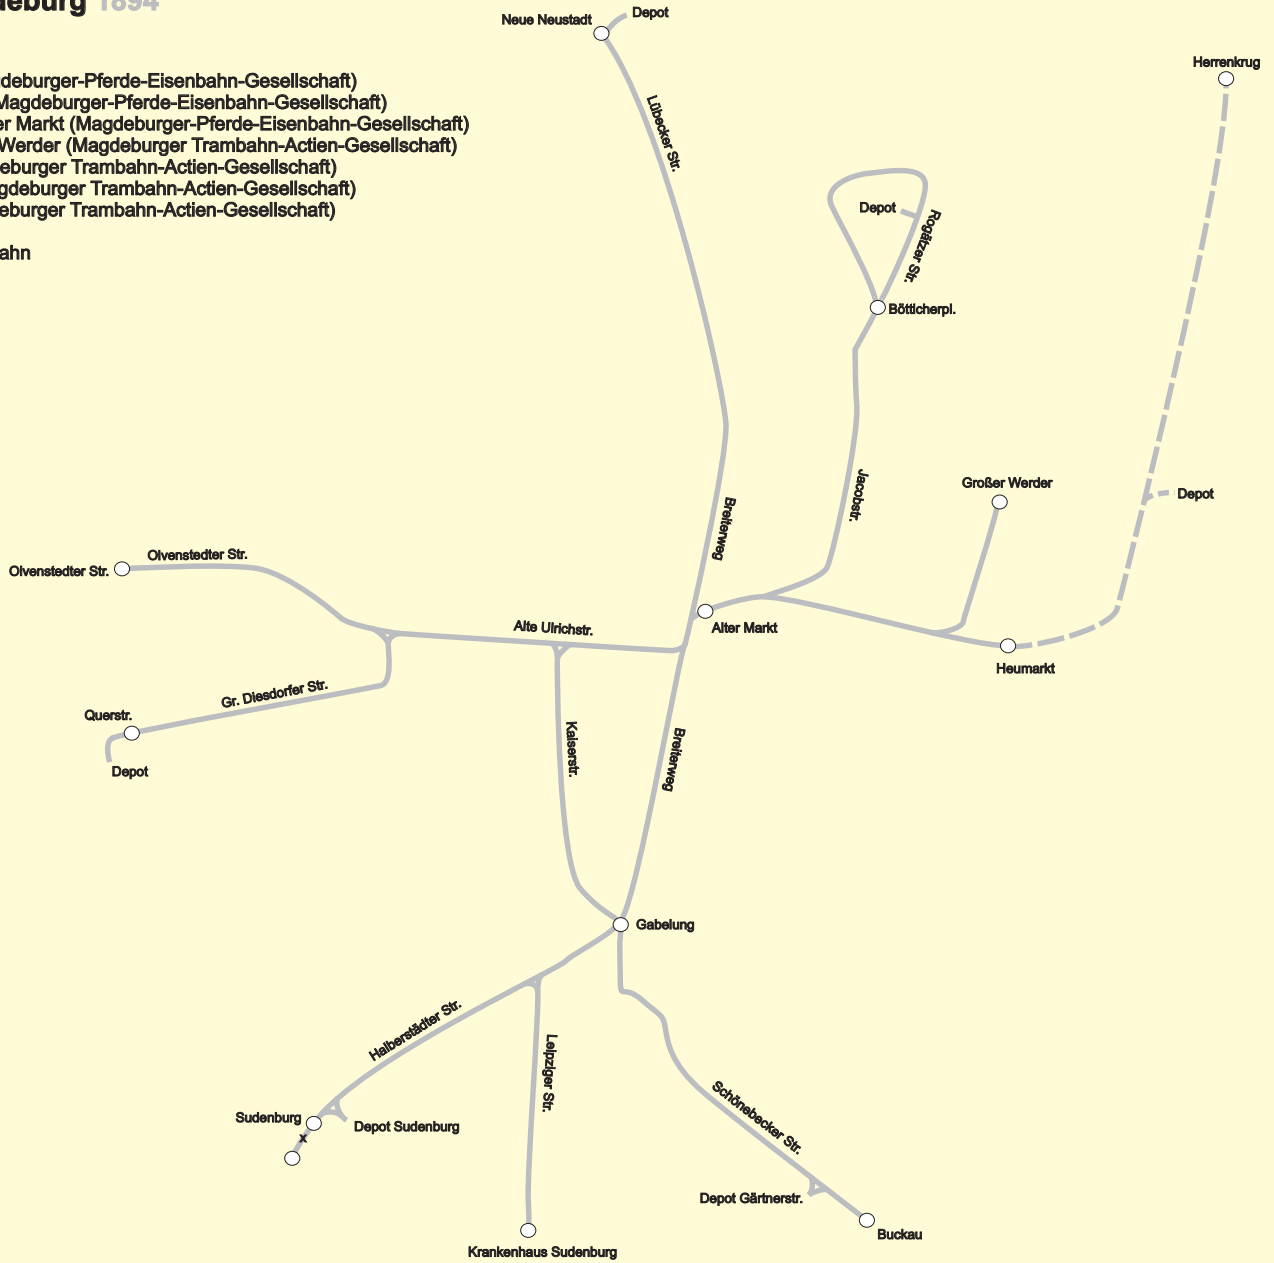 deburg 1894
deburger-Pferde-Eisenbahn-Gesellschaft)
Magdeburger-Pferde-Eisenbahn-Gesellschaft)
er Markt (Magdeburger-Pferde-Eisenbahn-Gesellschaft)
Werder (Magdeburger Trambahn-Actien-Gesellschaft)
eburger Trambahn-Actien-Gesellschaft)
gdeburger Trambahn-Actien-Gesellschaft)
eburger Trambahn-Actien-Gesellschaft)
ahn
Neue Neustadt
Depot
Herrenkrug
Lübecker Str.
Depot
Rogätzer Str.
Bötticherpl.
Jacobstr.
Großer Werder
Depot
Breiterweg
Olvenstedter Str.
Olvenstedter Str.
Alte Ulrichstr.
Alter Markt
Heumarkt
Gr. Diesdorfer Str.
Querstr.
Depot
Kaiserstr.
Breiterweg
Gabelung
Halberstädter Str.
Leipziger Str.
Schönebecker Str.
Sudenburg
x
Depot Sudenburg
Depot Gärtnerstr.
Buckau
Krankenhaus Sudenburg